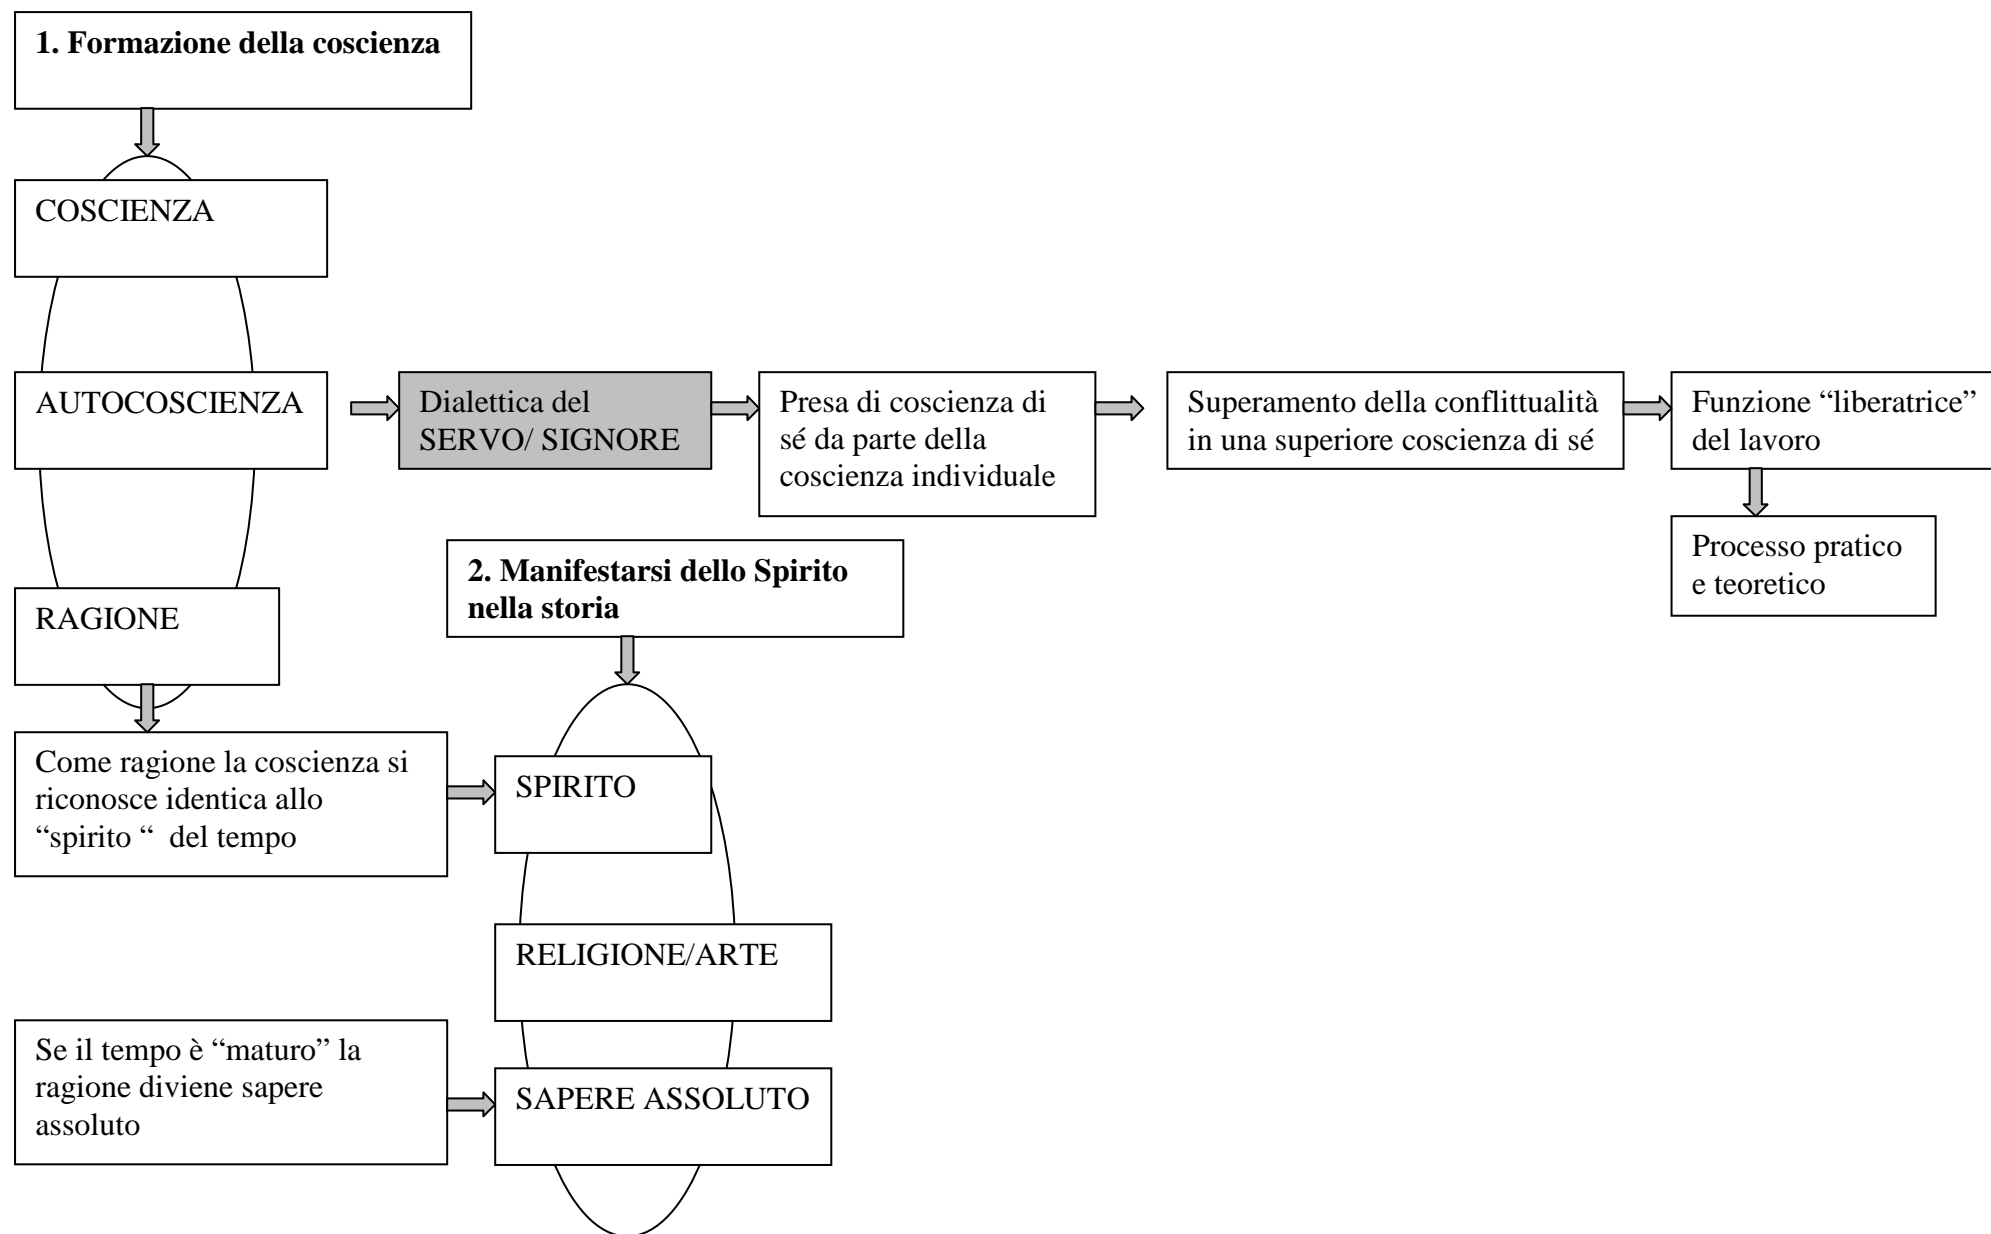 1. Formazione della coscienza
COSCIENZA
AUTOCOSCIENZA
Dialettica del
SERVO/ SIGNORE
Presa di coscienza di
sé da parte della
coscienza individuale
Superamento della conflittualità
in una superiore coscienza di sé
Funzione “liberatrice”
del lavoro
Processo pratico
e teoretico
RAGIONE
Come ragione la coscienza si
riconosce identica allo
“spirito “  del tempo
2. Manifestarsi dello Spirito
nella storia
SPIRITO
RELIGIONE/ARTE
Se il tempo è “maturo” la
ragione diviene sapere
assoluto
SAPERE ASSOLUTO